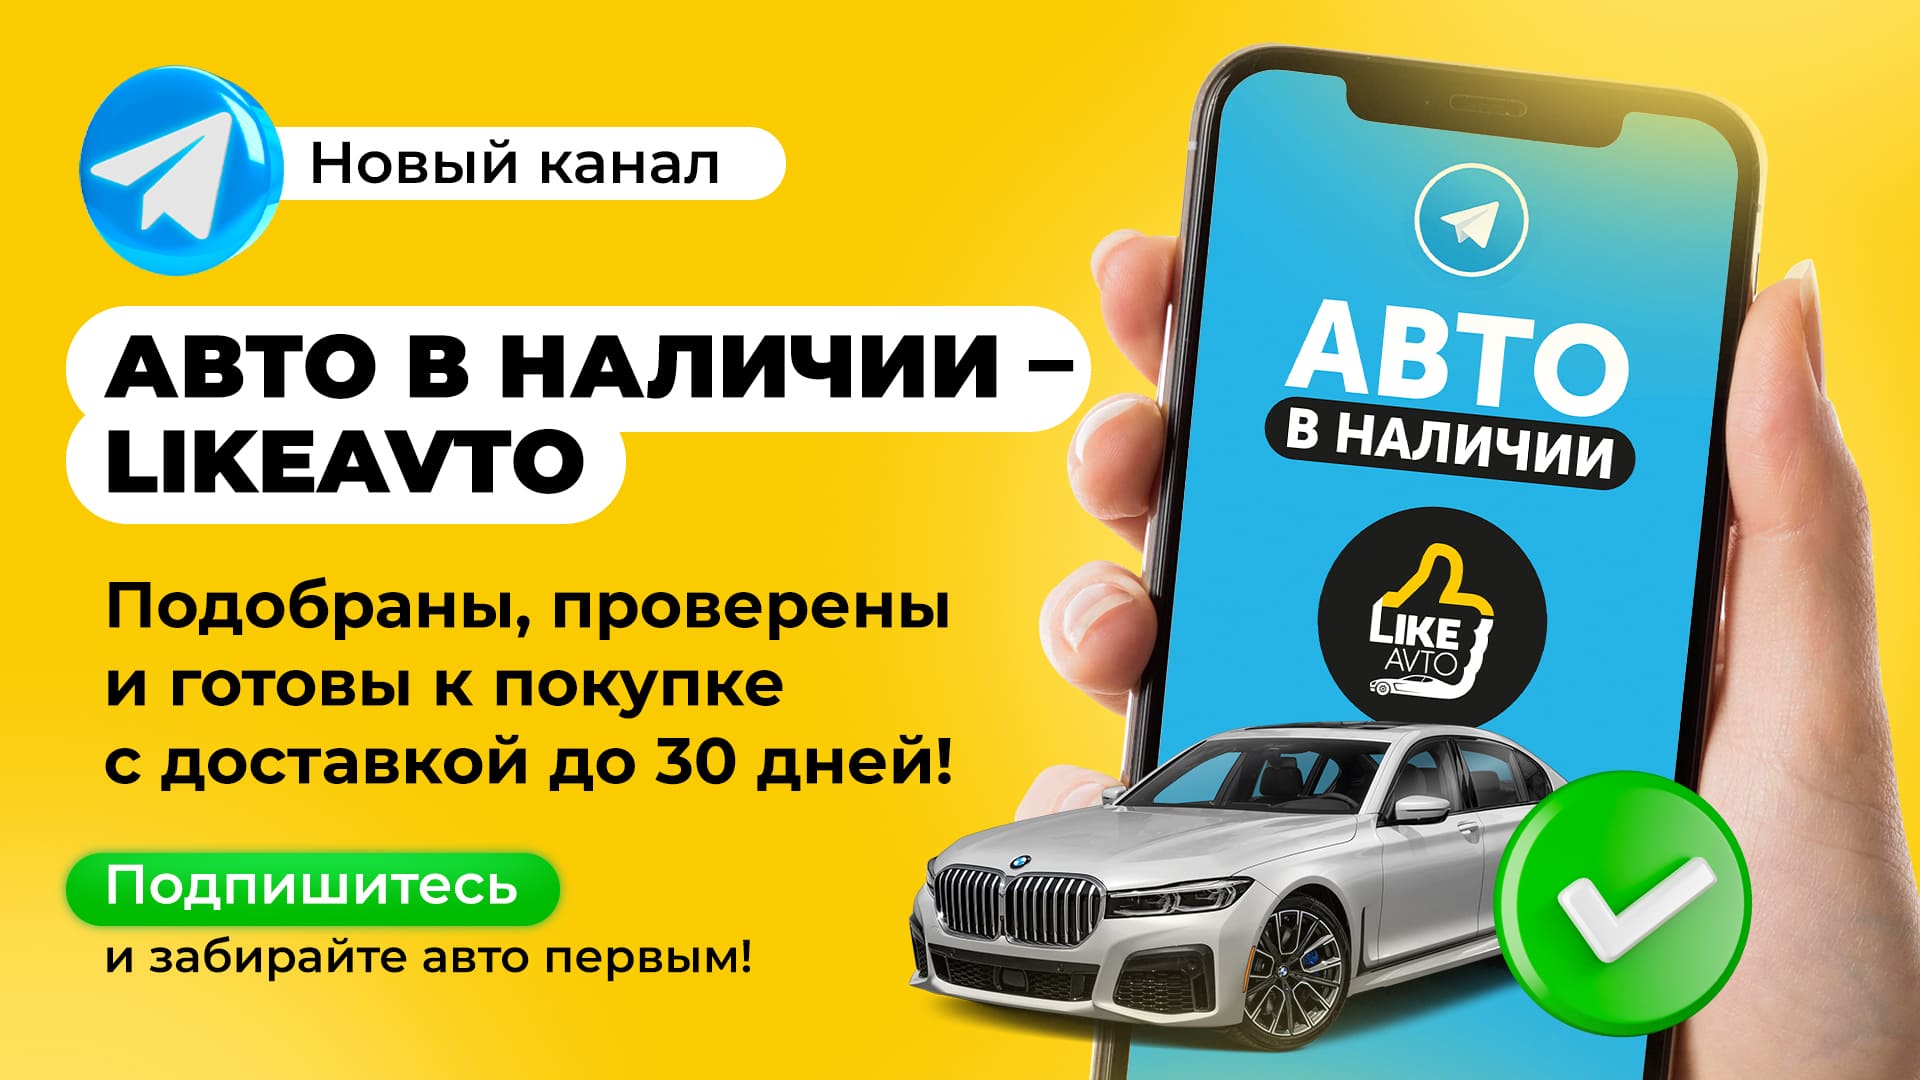 Новый канал
АВТО В НАЛИЧИИ –
LIKEAVTO
Подобраны, проверены
и готовы к покупке
с доставкой до 30 дней!
Подпишитесь
и забирайте авто первым!
АВТО
В НАЛИЧИИ
LIKE
AVTO